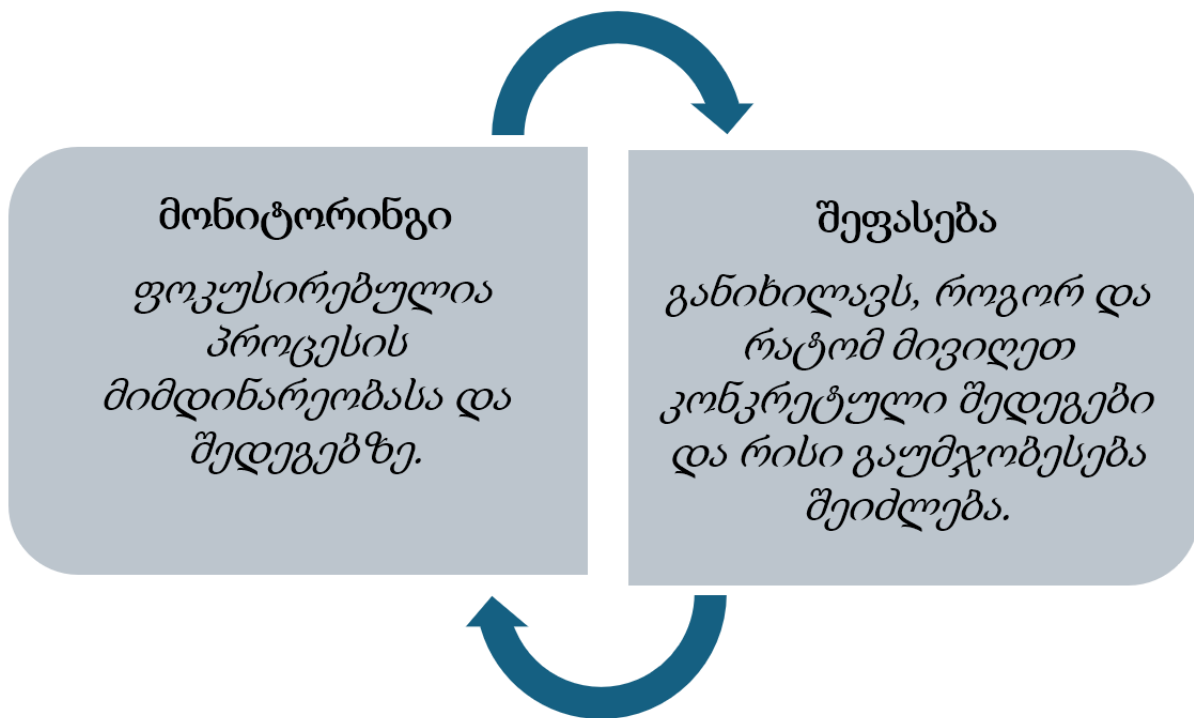 მონიტორინგი
ფოკუსირებულია
პროცესის
მიმდინარეობასა და
შედეგებზე.
შეფასება
განიხილავს, როგორ და
რატომ მივიღეთ
კონკრეტული შედეგები
და რისი გაუმჯობესება
შეიძლება.